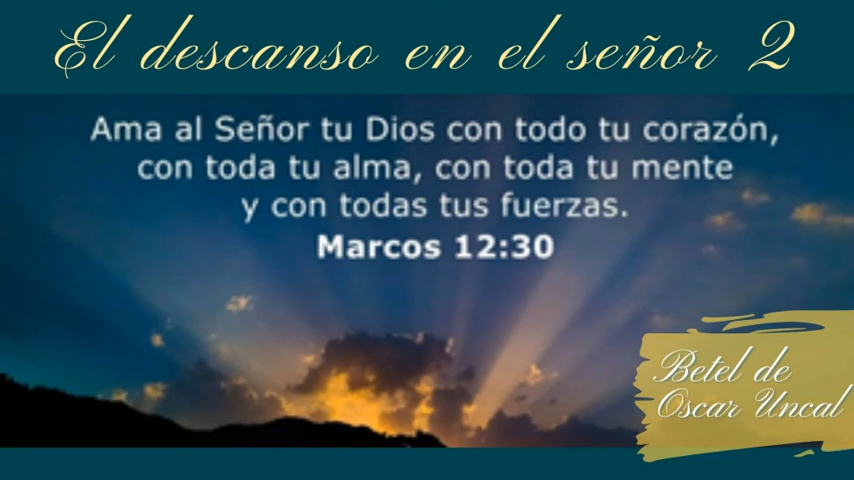 El descanso en el señor 2
Ama al Señor tu Dios con todo tu corazón,
con toda tu alma, con toda tu mente
y con todas tus fuerzas.
Marcos 12:30
Betel de
Oscar Uncal